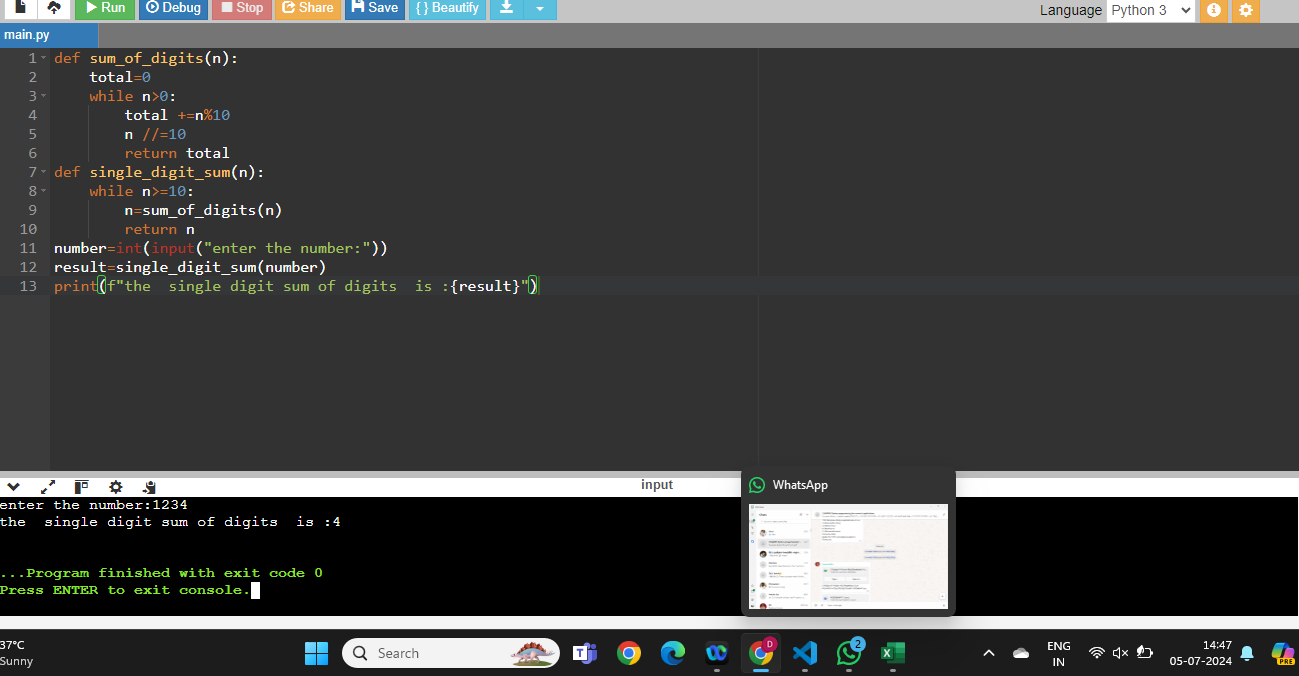 Run Debug Stop Share Save { } Beautify Language Python 3
main.py
1 def sum_of_digits(n):
2     total=0
3     while n>0:
4         total +=n%10
5         n //=10
6         return total
7 def single_digit_sum(n):
8     while n>=10:
9         n=sum_of_digits(n)
10         return n
11 number=int(input("enter the number:"))
12 result=single_digit_sum(number)
13 print(f"the  single digit sum of digits  is :{result}")
input
WhatsApp
enter the number:1234
the  single digit sum of digits  is :4
...Program finished with exit code 0
Press ENTER to exit console.
37°C
Sunny
Search
D
2
ENG
IN
14:47
05-07-2024
PRE